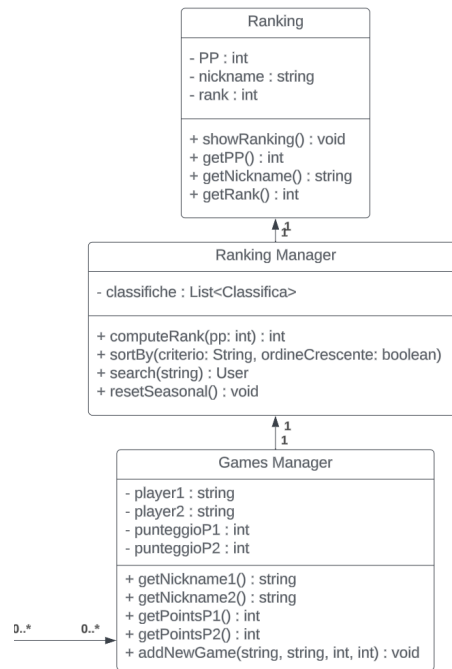 Ranking
- PP : int
- nickname : string
- rank : int
+ showRanking() : void
+ getPP() : int
+ getNickname() : string
+ getRank() : int
1
1
Ranking Manager
- classifiche : List<Classifica>
+ computeRank(pp: int) : int
+ sortBy(criterio: String, ordineCrescente: boolean)
+ search(string) : User
+ resetSeasonal() : void
1
1
Games Manager
- player1 : string
- player2 : string
- punteggioP1 : int
- punteggioP2 : int
+ getNickname1() : string
+ getNickname2() : string
+ getPointsP1() : int
+ getPointsP2() : int
0..* 0..*
+ addNewGame(string, string, int, int) : void